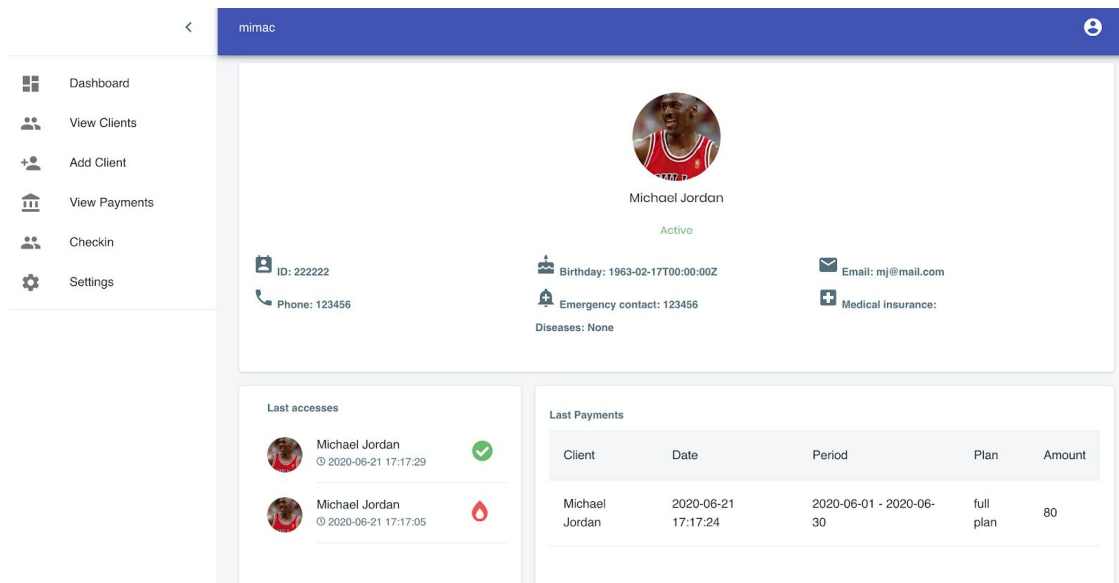 mimac
Dashboard
View Clients
Add Client
View Payments
Checkin
Settings
Michael Jordan
Active
ID: 222222
Birthday: 1963-02-17T00:00:00Z
Email: mj@mail.com
Phone: 123456
Emergency contact: 123456
Medical insurance:
Diseases: None
Last accesses
Michael Jordan
2020-06-21 17:17:29
Michael Jordan
2020-06-21 17:17:05
Last Payments
Client Date Period Plan Amount
Michael Jordan 2020-06-21 17:17:24 2020-06-01 - 2020-06-30 full plan 80